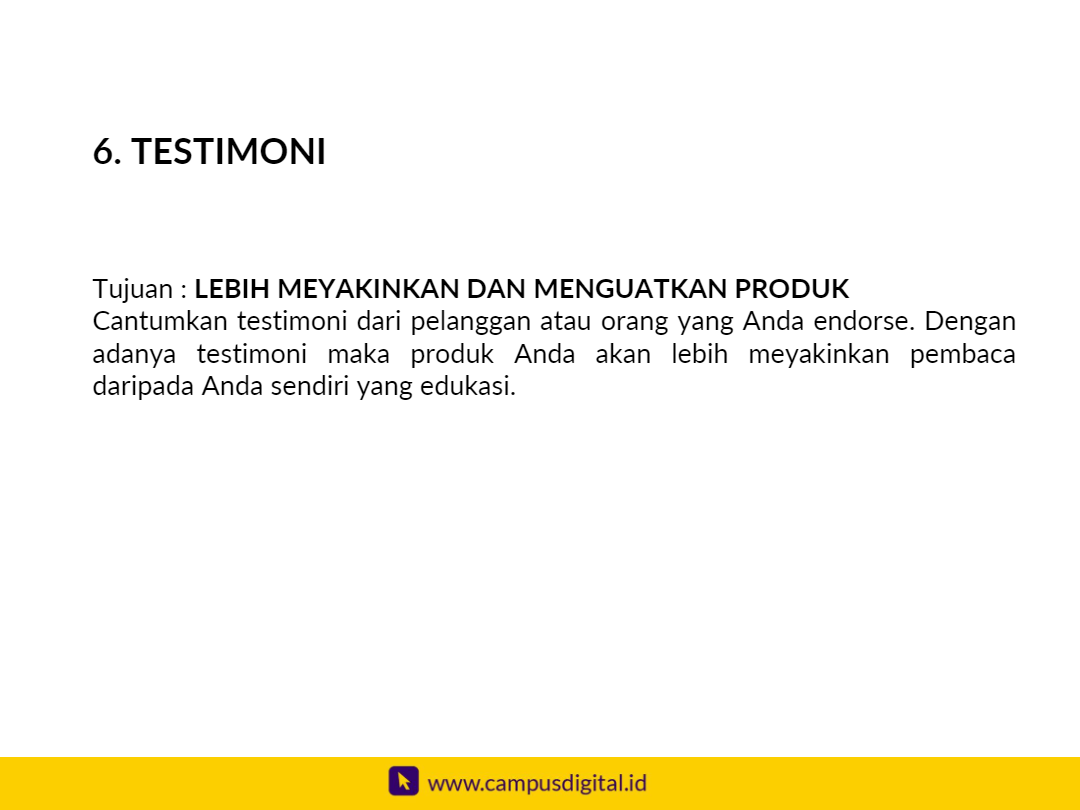 6. TESTIMONI
Tujuan : LEBIH MEYAKINKAN DAN MENGUATKAN PRODUK
Cantumkan testimoni dari pelanggan atau orang yang Anda endorse. Dengan
adanya testimoni maka produk Anda akan lebih meyakinkan pembaca
daripada Anda sendiri yang edukasi.
www.campusdigital.id